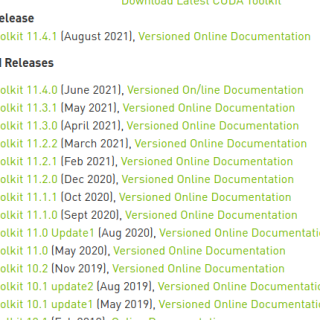 Download Latest CUDA Toolkit
elease
olkit 11.4.1 (August 2021), Versioned Online Documentation
Releases
olkit 11.4.0 (June 2021), Versioned On/line Documentation
olkit 11.3.1 (May 2021), Versioned Online Documentation
olkit 11.3.0 (April 2021), Versioned Online Documentation
olkit 11.2.2 (March 2021), Versioned Online Documentation
olkit 11.2.1 (Feb 2021), Versioned Online Documentation
olkit 11.2.0 (Dec 2020), Versioned Online Documentation
olkit 11.1.1 (Oct 2020), Versioned Online Documentation
olkit 11.1.0 (Sept 2020), Versioned Online Documentation
olkit 11.0 Update1 (Aug 2020), Versioned Online Documentati
olkit 11.0 (May 2020), Versioned Online Documentation
olkit 10.2 (Nov 2019), Versioned Online Documentation
olkit 10.1 update2 (Aug 2019), Versioned Online Documentatio
olkit 10.1 update1 (May 2019), Versioned Online Documentatio